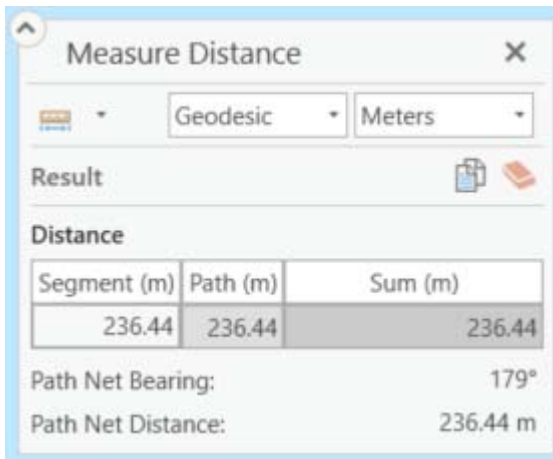 Measure Distance
Geodesic Meters
Result
Distance
Segment (m) Path (m) Sum (m)
236.44 236.44 236.44
Path Net Bearing: 179°
Path Net Distance: 236.44 m